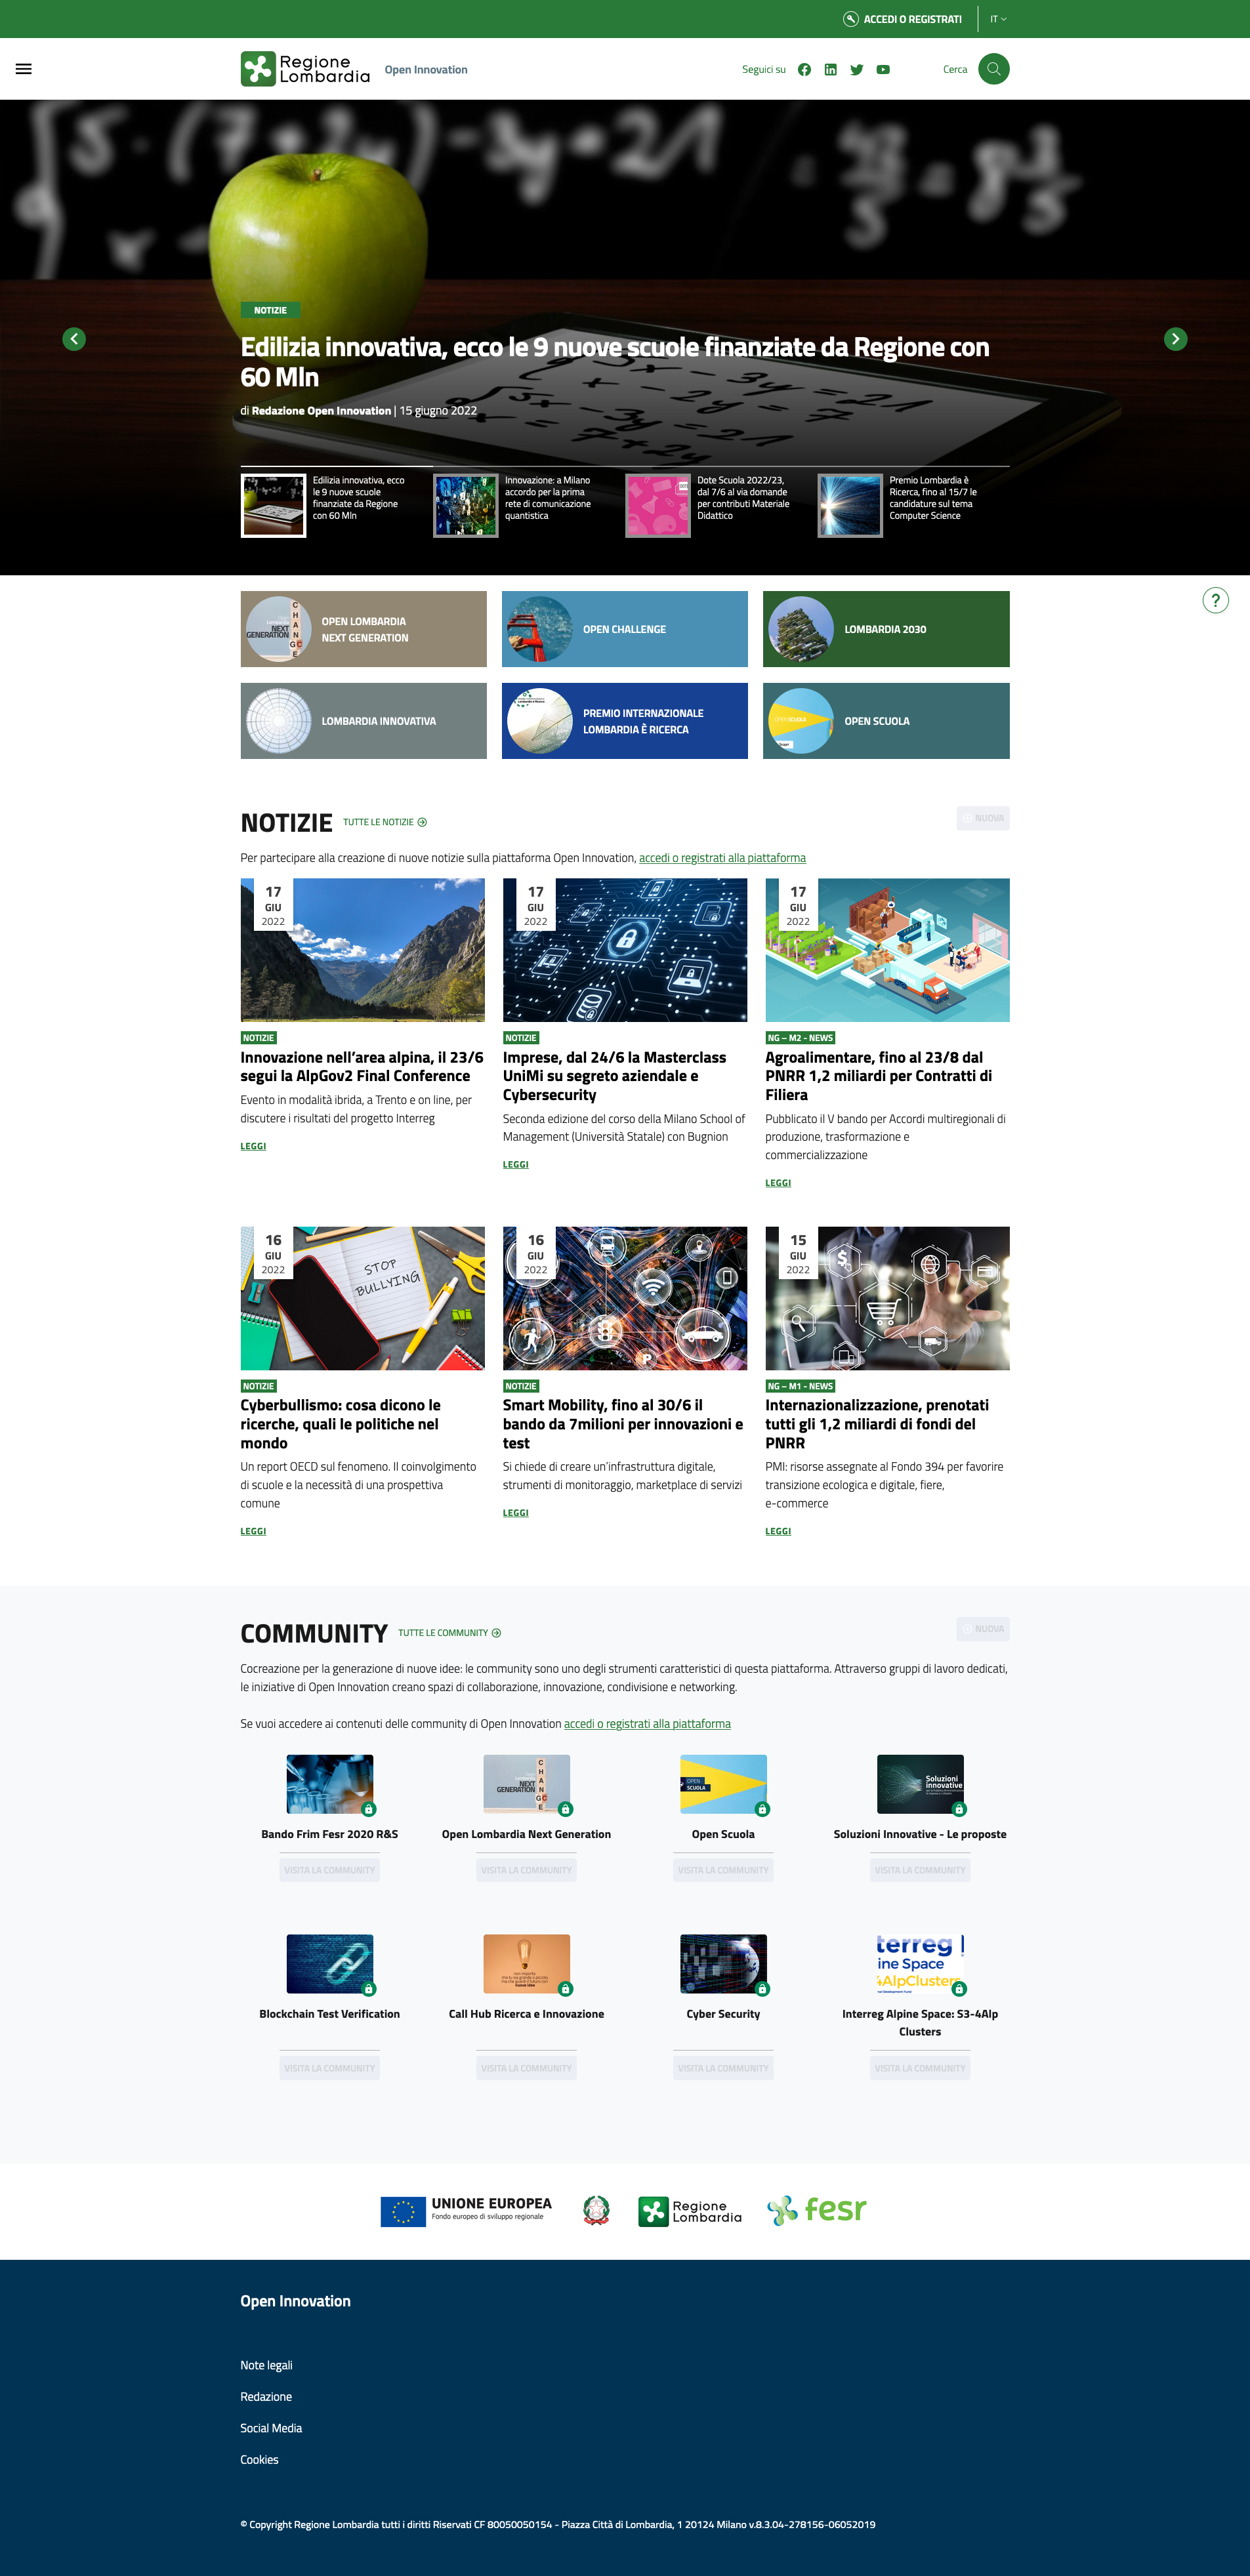 ACCEDI O REGISTRATI
IT
Regione
Lombardia
Open Innovation
Seguici su
Cerca
NOTIZIE
Edilizia innovativa, ecco le 9 nuove scuole finanziate da Regione con
60 Mln
di Redazione Open Innovation | 15 giugno 2022
Edilizia innovativa, ecco
le 9 nuove scuole
finanziate da Regione
con 60 Mln
Innovazione: a Milano
accordo per la prima
rete di comunicazione
quantistica
Dote Scuola 2022/23,
dal 7/6 al via domande
per contributi Materiale
Didattico
Premio Lombardia è
Ricerca, fino al 15/7 le
candidature sul tema
Computer Science
?
OPEN LOMBARDIA
NEXT GENERATION
OPEN CHALLENGE
LOMBARDIA 2030
LOMBARDIA INNOVATIVA
PREMIO INTERNAZIONALE
LOMBARDIA È RICERCA
OPEN SCUOLA
NOTIZIE
TUTTE LE NOTIZIE
NUOVA
Per partecipare alla creazione di nuove notizie sulla piattaforma Open Innovation, accedi o registrati alla piattaforma
17
GIU
2022
17
GIU
2022
17
GIU
2022
NOTIZIE
Innovazione nell'area alpina, il 23/6
segui la AlpGov2 Final Conference
Evento in modalità ibrida, a Trento e on line, per
discutere i risultati del progetto Interreg
LEGGI
NOTIZIE
Imprese, dal 24/6 la Masterclass
UniMi su segreto aziendale e
Cybersecurity
Seconda edizione del corso della Milano School of
Management (Università Statale) con Bugnion
LEGGI
NG – M2 - NEWS
Agroalimentare, fino al 23/8 dal
PNRR 1,2 miliardi per Contratti di
Filiera
Pubblicato il V bando per Accordi multiregionali di
produzione, trasformazione e
commercializzazione
LEGGI
16
GIU
2022
STOP
BULLYING
16
GIU
2022
P
15
GIU
2022
NOTIZIE
Cyberbullismo: cosa dicono le
ricerche, quali le politiche nel
mondo
Un report OECD sul fenomeno. Il coinvolgimento
di scuole e la necessità di una prospettiva
comune
LEGGI
NOTIZIE
Smart Mobility, fino al 30/6 il
bando da 7milioni per innovazioni e
test
Si chiede di creare un'infrastruttura digitale,
strumenti di monitoraggio, marketplace di servizi
LEGGI
NG – M1 - NEWS
Internazionalizzazione, prenotati
tutti gli 1,2 miliardi di fondi del
PNRR
PMI: risorse assegnate al Fondo 394 per favorire
transizione ecologica e digitale, fiere,
e-commerce
LEGGI
COMMUNITY
TUTTE LE COMMUNITY
NUOVA
Cocreazione per la generazione di nuove idee: le community sono uno degli strumenti caratteristici di questa piattaforma. Attraverso gruppi di lavoro dedicati,
le iniziative di Open Innovation creano spazi di collaborazione, innovazione, condivisione e networking.
Se vuoi accedere ai contenuti delle community di Open Innovation accedi o registrati alla piattaforma
NEXT
GENERATION
CHANGE
OPEN
SCUOLA
Soluzioni
innovative
Bando Frim Fesr 2020 R&S
Open Lombardia Next Generation
Open Scuola
Soluzioni Innovative - Le proposte
VISITA LA COMMUNITY
VISITA LA COMMUNITY
VISITA LA COMMUNITY
VISITA LA COMMUNITY
terreg
ine Space
4AlpClusters
Blockchain Test Verification
Call Hub Ricerca e Innovazione
Cyber Security
Interreg Alpine Space: S3-4Alp
Clusters
VISITA LA COMMUNITY
VISITA LA COMMUNITY
VISITA LA COMMUNITY
VISITA LA COMMUNITY
UNIONE EUROPEA
Fondo europeo di sviluppo regionale
Regione
Lombardia
fesr
Open Innovation
Note legali
Redazione
Social Media
Cookies
© Copyright Regione Lombardia tutti i diritti Riservati CF 80050050154 - Piazza Città di Lombardia, 1 20124 Milano v.8.3.04-278156-06052019